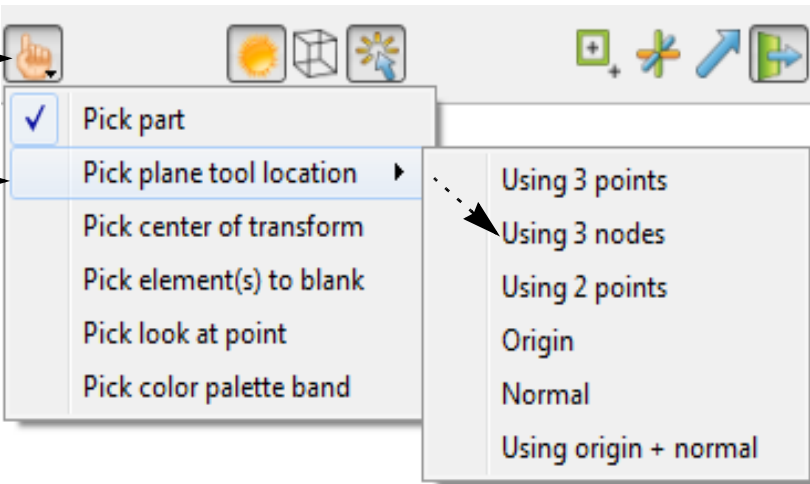 Pick part
Pick plane tool location
Pick center of transform
Pick element(s) to blank
Pick look at point
Pick color palette band
Using 3 points
Using 3 nodes
Using 2 points
Origin
Normal
Using origin + normal